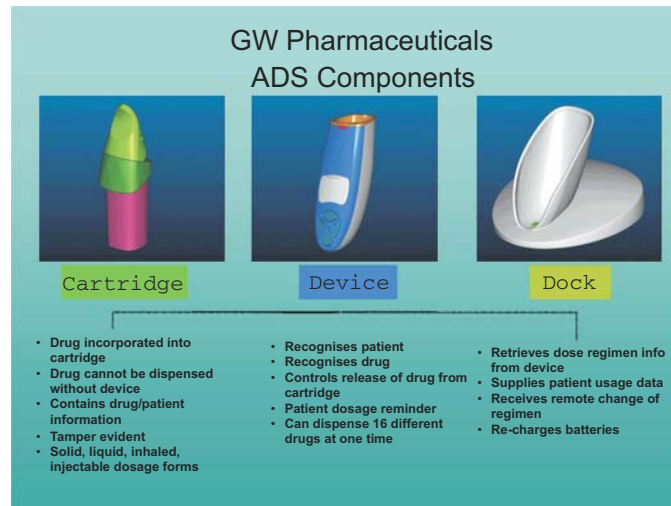 GW Pharmaceuticals
ADS Components
Cartridge
Device
Dock
• Drug incorporated into
cartridge
• Drug cannot be dispensed
without device
• Contains drug/patient
information
• Tamper evident
• Solid, liquid, inhaled,
injectable dosage forms
• Recognises patient
• Recognises drug
• Controls release of drug from
cartridge
• Patient dosage reminder
• Can dispense 16 different
drugs at one time
• Retrieves dose regimen info
from device
• Supplies patient usage data
• Receives remote change of
regimen
• Re-charges batteries